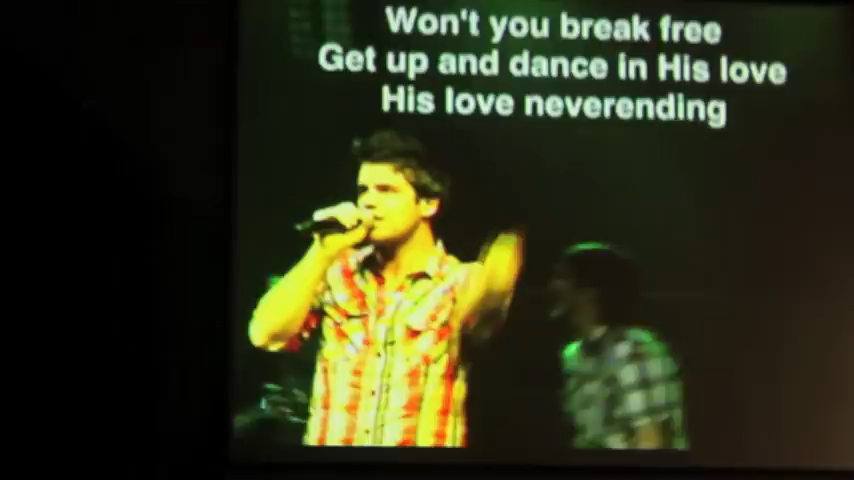 Won't you break free
Get up and dance in His love
His love neverending